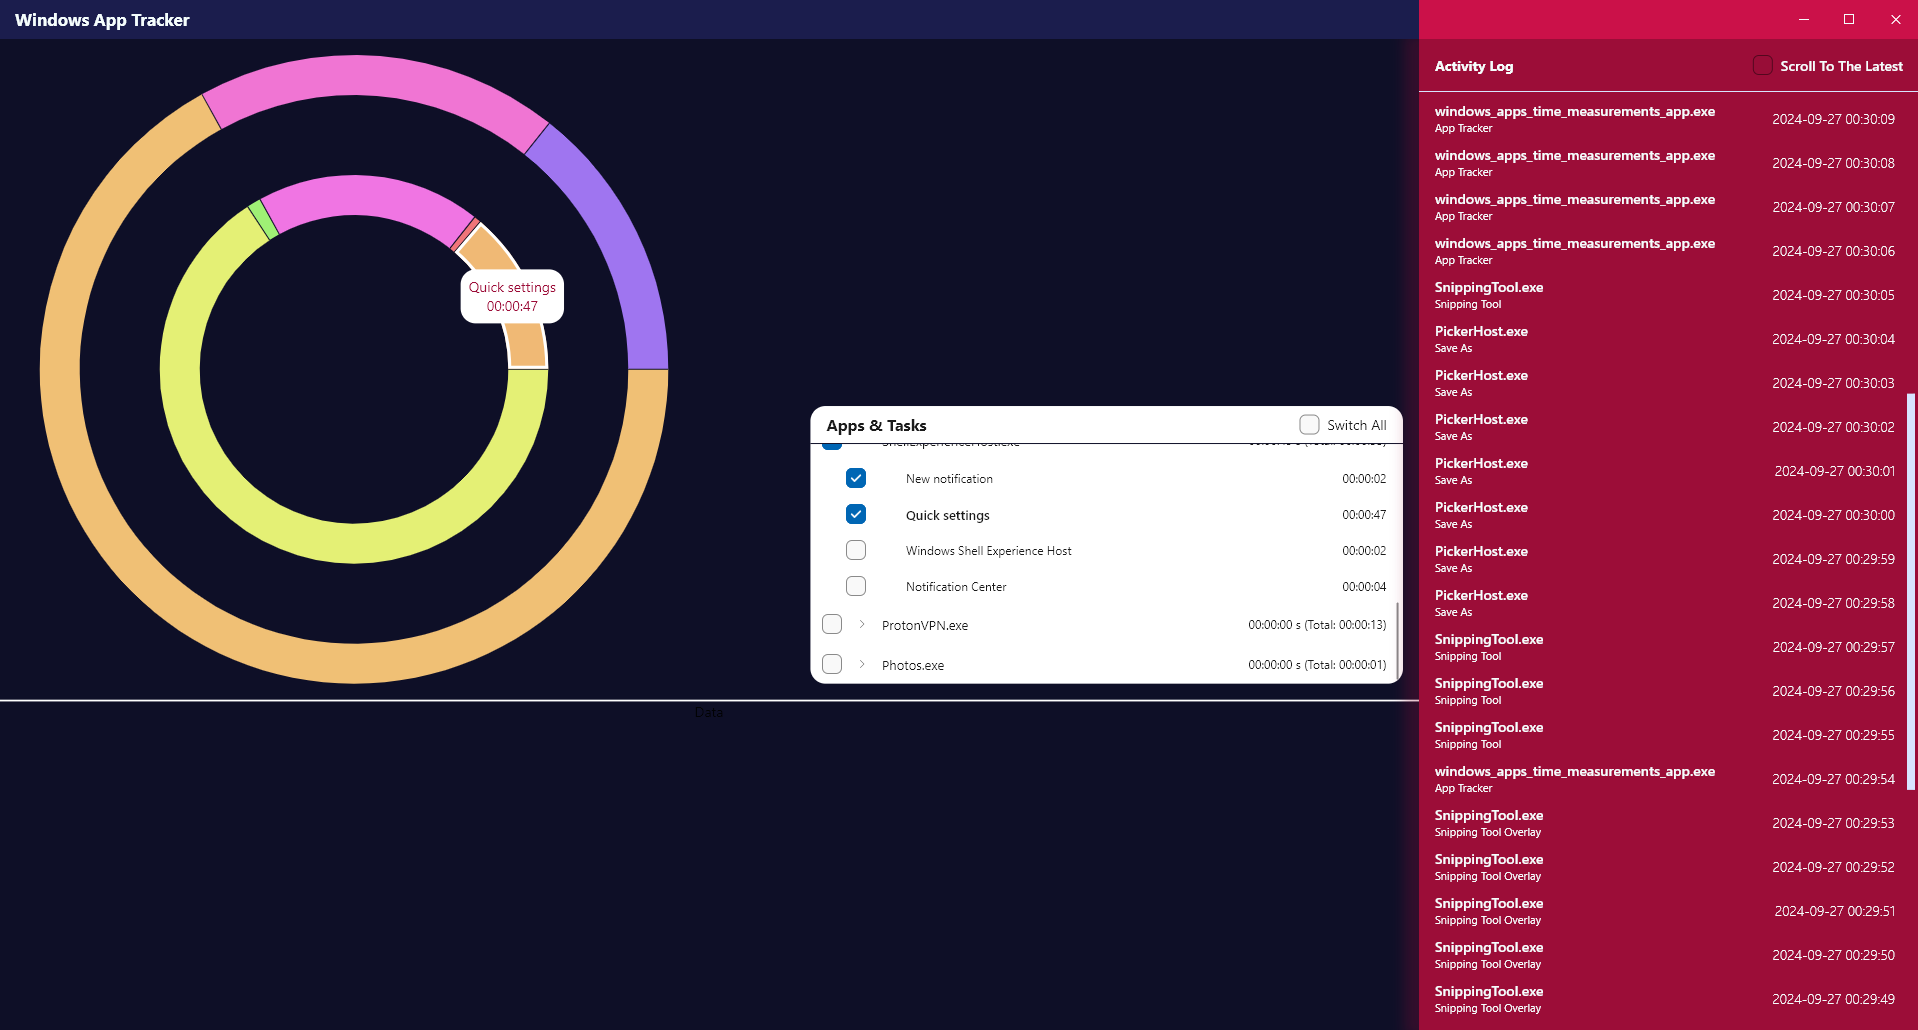 Windows App Tracker
Quick settings
00:00:47
Apps & Tasks
Switch All
ShellExperienceHost.exe
New notification 00:00:02
Quick settings 00:00:47
Windows Shell Experience Host 00:00:02
Notification Center 00:00:04
ProtonVPN.exe 00:00:00 s (Total: 00:00:13)
Photos.exe 00:00:00 s (Total: 00:00:01)
Data
Activity Log
Scroll To The Latest
windows_apps_time_measurements_app.exe
App Tracker
2024-09-27 00:30:09
windows_apps_time_measurements_app.exe
App Tracker
2024-09-27 00:30:08
windows_apps_time_measurements_app.exe
App Tracker
2024-09-27 00:30:07
windows_apps_time_measurements_app.exe
App Tracker
2024-09-27 00:30:06
SnippingTool.exe
Snipping Tool
2024-09-27 00:30:05
PickerHost.exe
Save As
2024-09-27 00:30:04
PickerHost.exe
Save As
2024-09-27 00:30:03
PickerHost.exe
Save As
2024-09-27 00:30:02
PickerHost.exe
Save As
2024-09-27 00:30:01
PickerHost.exe
Save As
2024-09-27 00:30:00
PickerHost.exe
Save As
2024-09-27 00:29:59
PickerHost.exe
Save As
2024-09-27 00:29:58
SnippingTool.exe
Snipping Tool
2024-09-27 00:29:57
SnippingTool.exe
Snipping Tool
2024-09-27 00:29:56
SnippingTool.exe
Snipping Tool
2024-09-27 00:29:55
windows_apps_time_measurements_app.exe
App Tracker
2024-09-27 00:29:54
SnippingTool.exe
Snipping Tool Overlay
2024-09-27 00:29:53
SnippingTool.exe
Snipping Tool Overlay
2024-09-27 00:29:52
SnippingTool.exe
Snipping Tool Overlay
2024-09-27 00:29:51
SnippingTool.exe
Snipping Tool Overlay
2024-09-27 00:29:50
SnippingTool.exe
Snipping Tool Overlay
2024-09-27 00:29:49